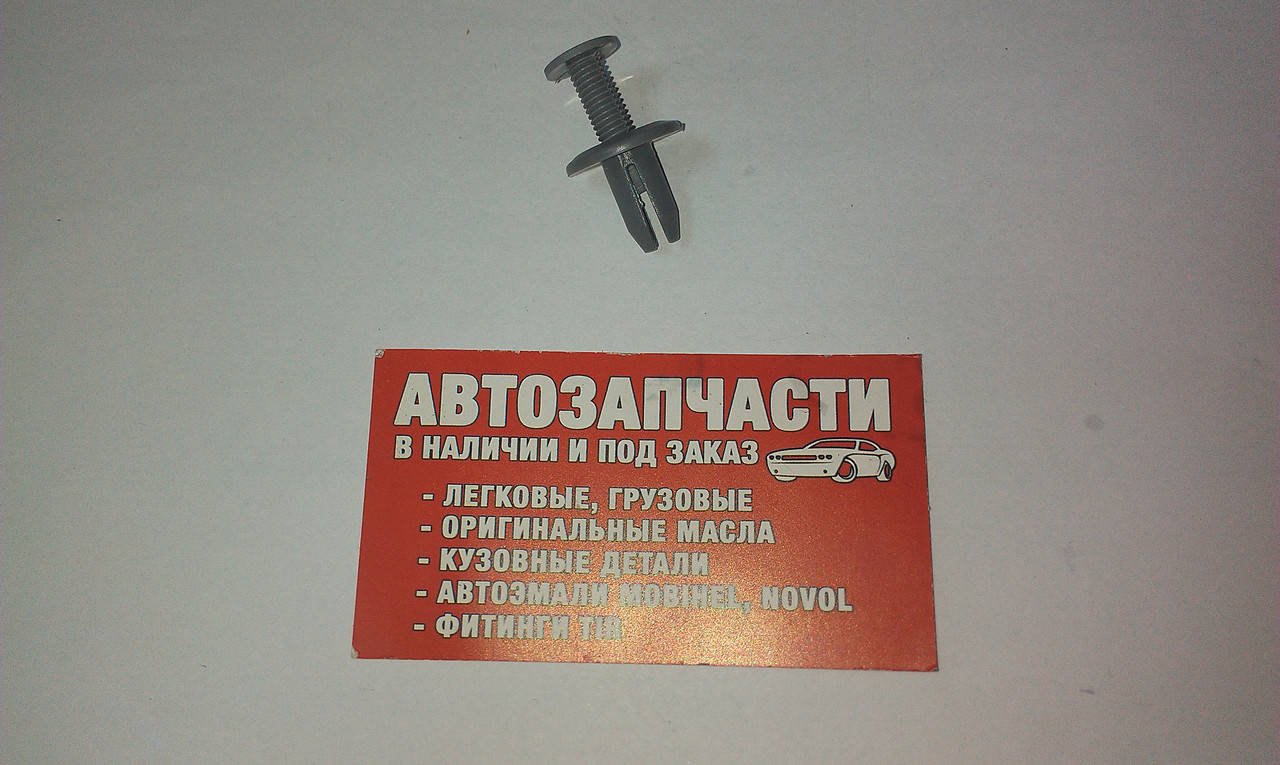 АВТОЗАПЧАСТИ
В НАЛИЧИИ И ПОД ЗАКАЗ
- ЛЕГКОВЫЕ, ГРУЗОВЫЕ
- ОРИГИНАЛЬНЫЕ МАСЛА
- КУЗОВНЫЕ ДЕТАЛИ
- АВТОЭМАЛИ MOBIHEL, NOVOL
- ФИТИНГИ TIR